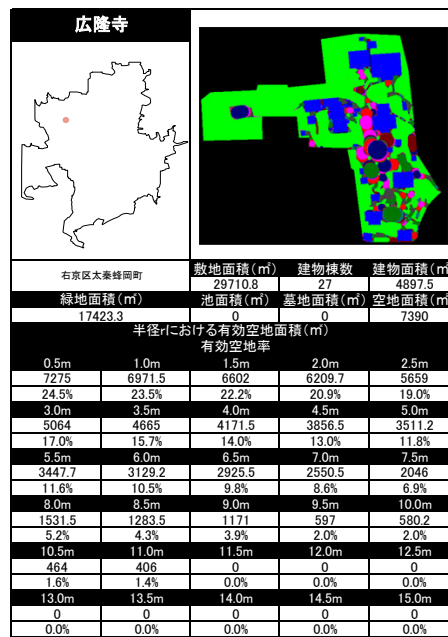 広隆寺
右京区太秦蜂岡町
敷地面積(㎡) 建物棟数 建物面積(㎡)
29710.8 27 4897.5
緑地面積(㎡) 池面積(㎡) 墓地面積(㎡) 空地面積(㎡)
17423.3 0 0 7390
半径rにおける有効空地面積(㎡)
有効空地率
0.5m 1.0m 1.5m 2.0m 2.5m
7275 6971.5 6602 6209.7 5659
24.5% 23.5% 22.2% 20.9% 19.0%
3.0m 3.5m 4.0m 4.5m 5.0m
5064 4665 4171.5 3856.5 3511.2
17.0% 15.7% 14.0% 13.0% 11.8%
5.5m 6.0m 6.5m 7.0m 7.5m
3447.7 3129.2 2925.5 2550.5 2046
11.6% 10.5% 9.8% 8.6% 6.9%
8.0m 8.5m 9.0m 9.5m 10.0m
1531.5 1283.5 1171 597 580.2
5.2% 4.3% 3.9% 2.0% 2.0%
10.5m 11.0m 11.5m 12.0m 12.5m
464 406 0 0 0
1.6% 1.4% 0.0% 0.0% 0.0%
13.0m 13.5m 14.0m 14.5m 15.0m
0 0 0 0 0
0.0% 0.0% 0.0% 0.0% 0.0%